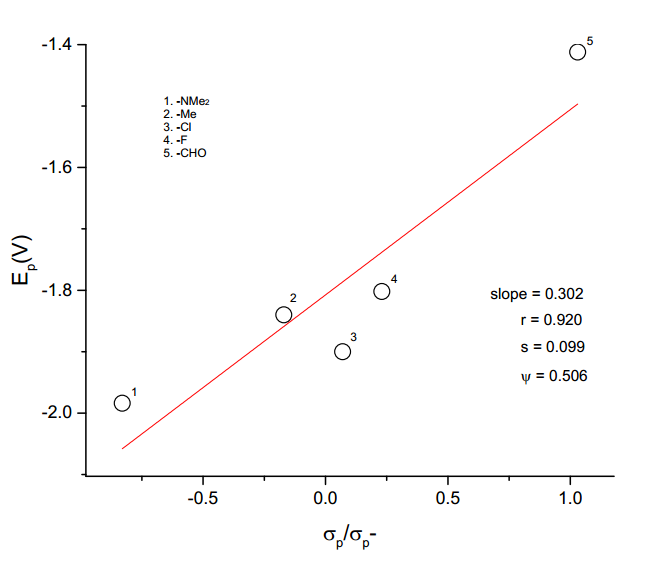 -1.4
-1.6
-1.8
-2.0
E_p(V)
1. -NMe₂
2. -Me
3. -Cl
4. -F
5. -CHO
1
2
3
4
5
slope = 0.302
r = 0.920
s = 0.099
ψ = 0.506
-0.5 0.0 0.5 1.0
σ_p/σ_p-